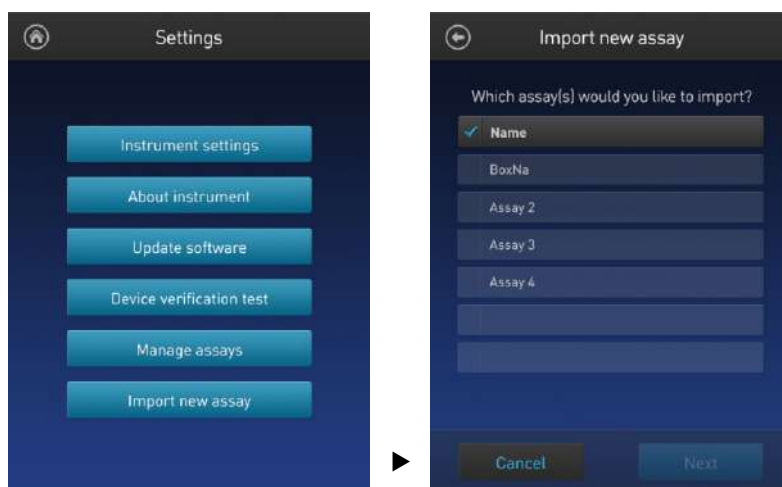 Settings
Instrument settings
About instrument
Update software
Device verification test
Manage assays
Import new assay
Import new assay
Which assay(s) would you like to import?
Name
BoxNa
Assay 2
Assay 3
Assay 4
Cancel
Next